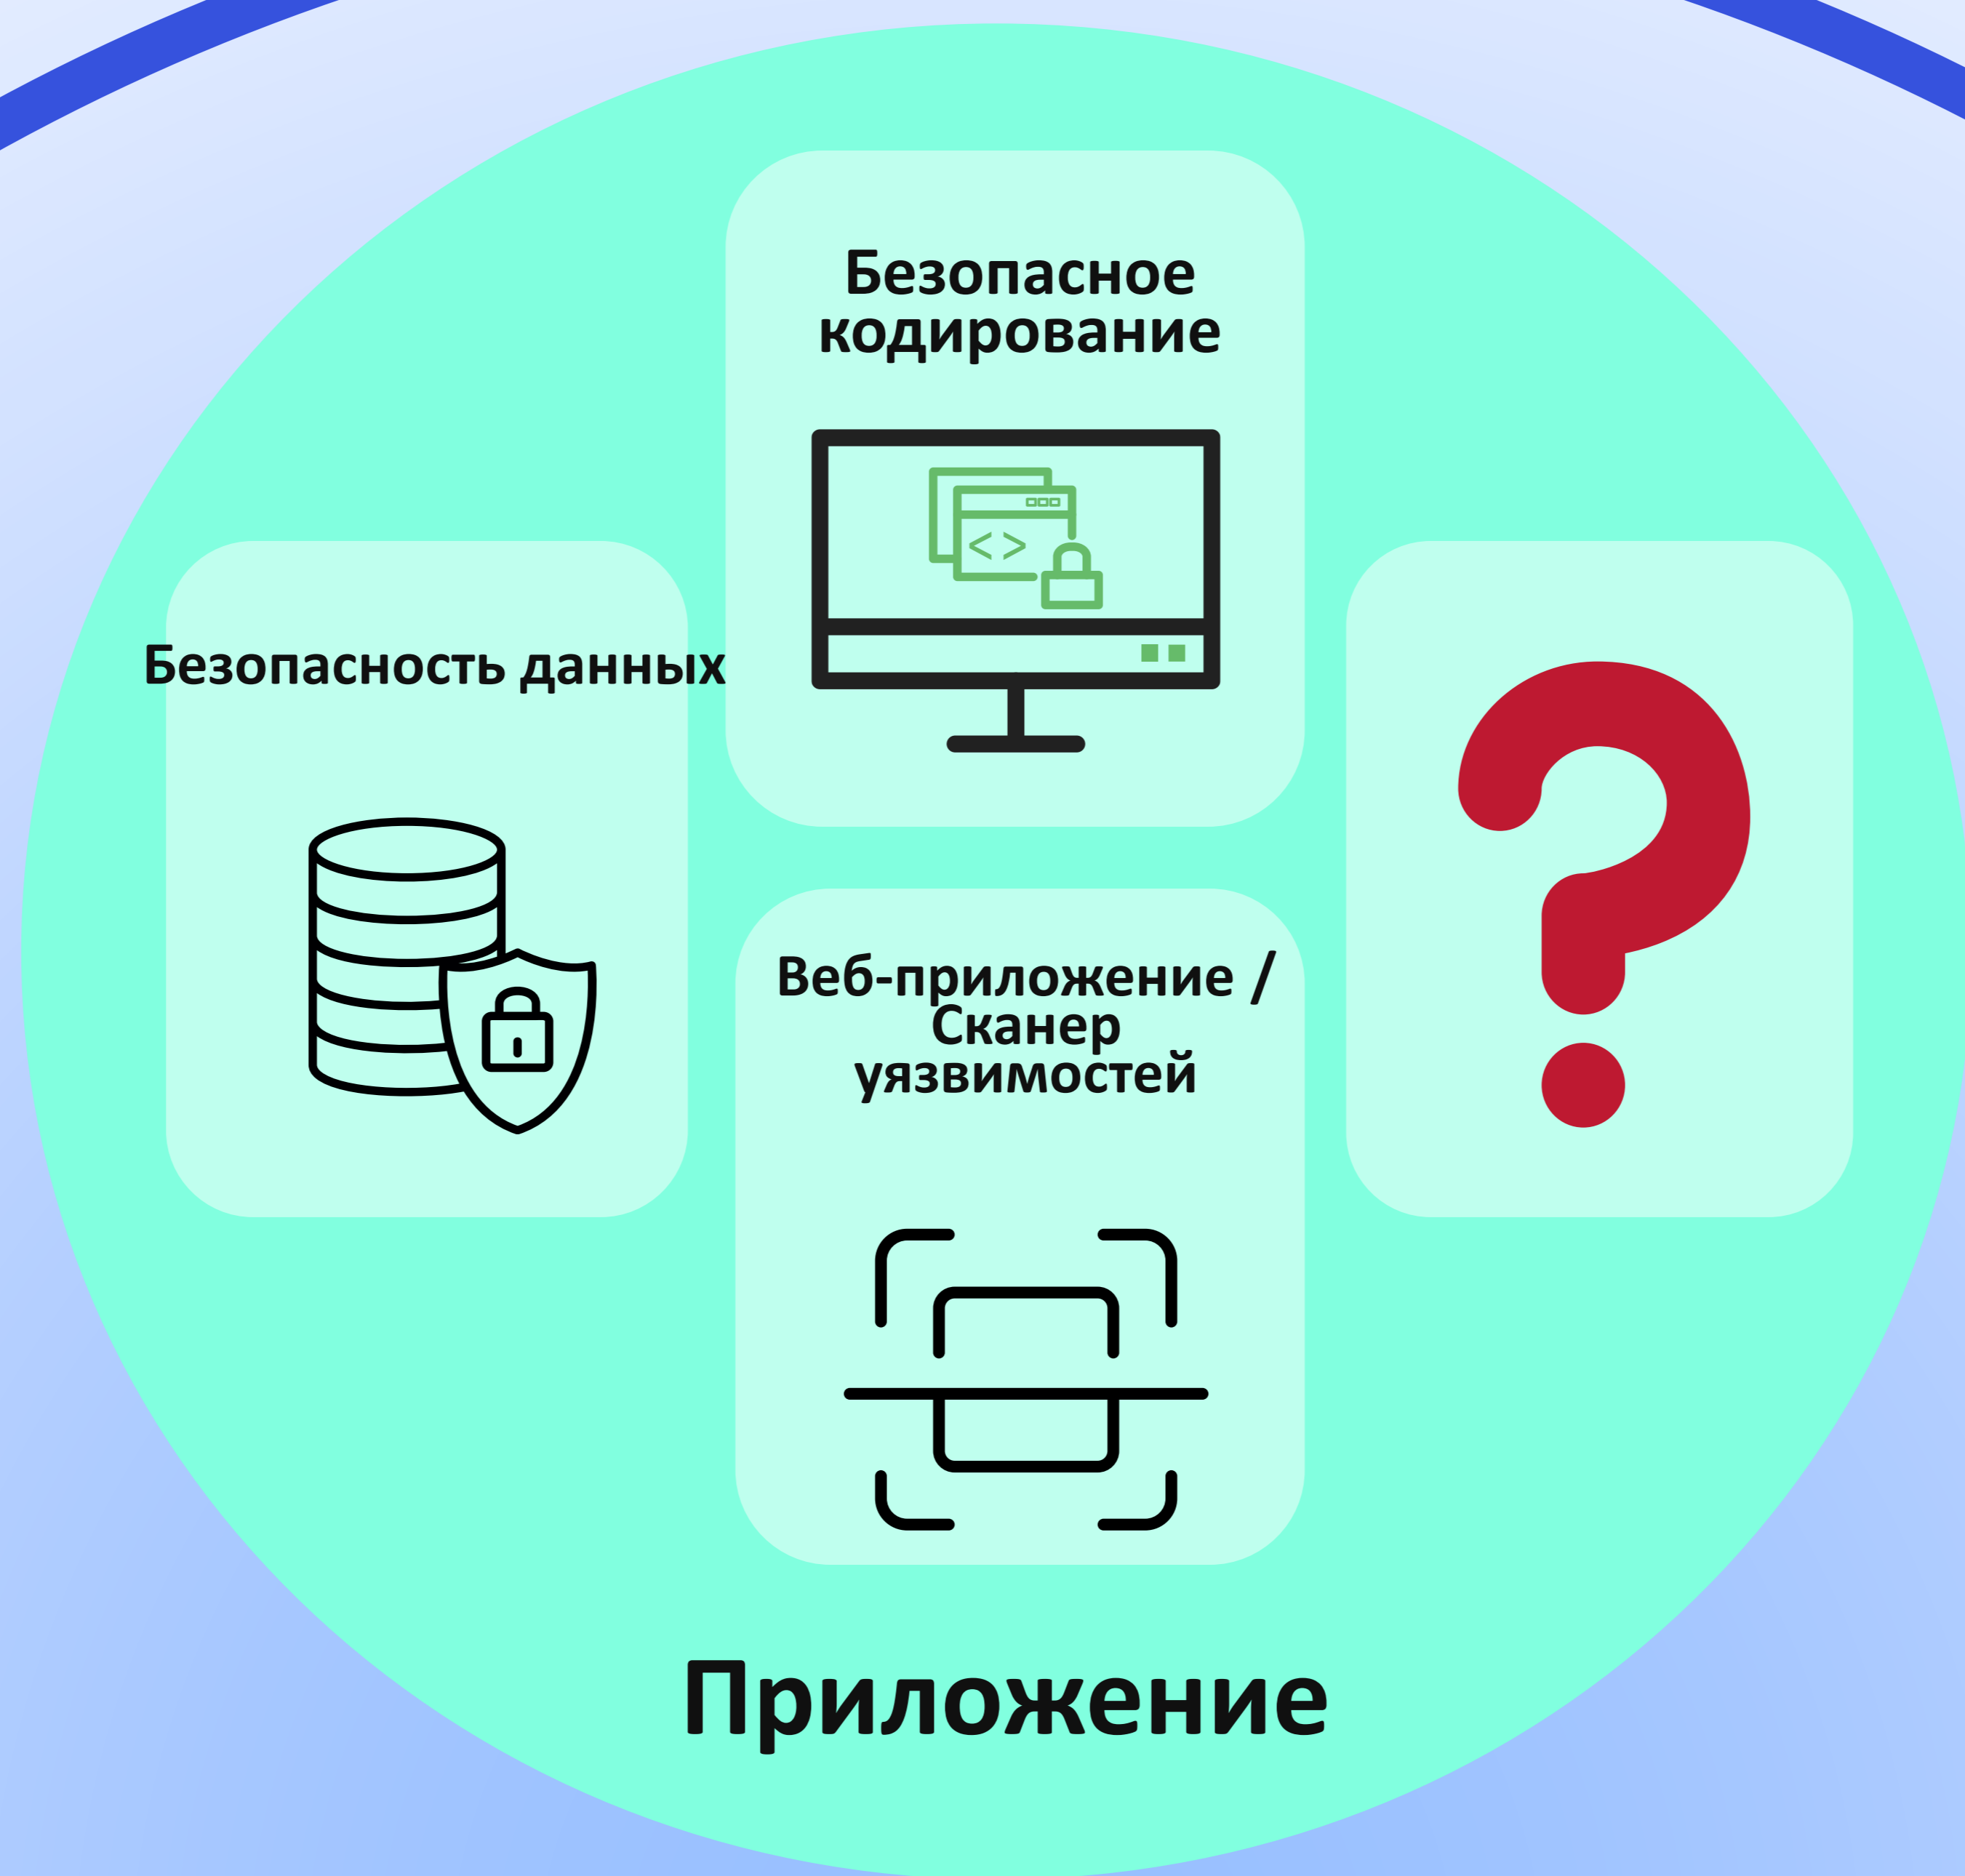 Безопасное
кодирование
Безопасность данных
< >
?
Веб-приложение /
Сканер
уязвимостей
Приложение